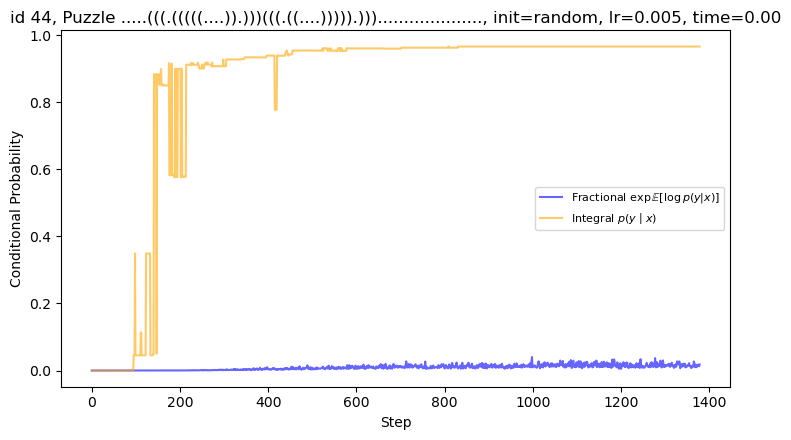 id 44, Puzzle .....(((.(((((....)).)))(((.((....))))).)))....................., init=random, lr=0.005, time=0.00
1.0
0.8
0.6
0.4
0.2
0.0
Conditional Probability
Fractional exp𝔼[log p(y|x)]
Integral p(y | x)
0
200
400
600
800
1000
1200
1400
Step